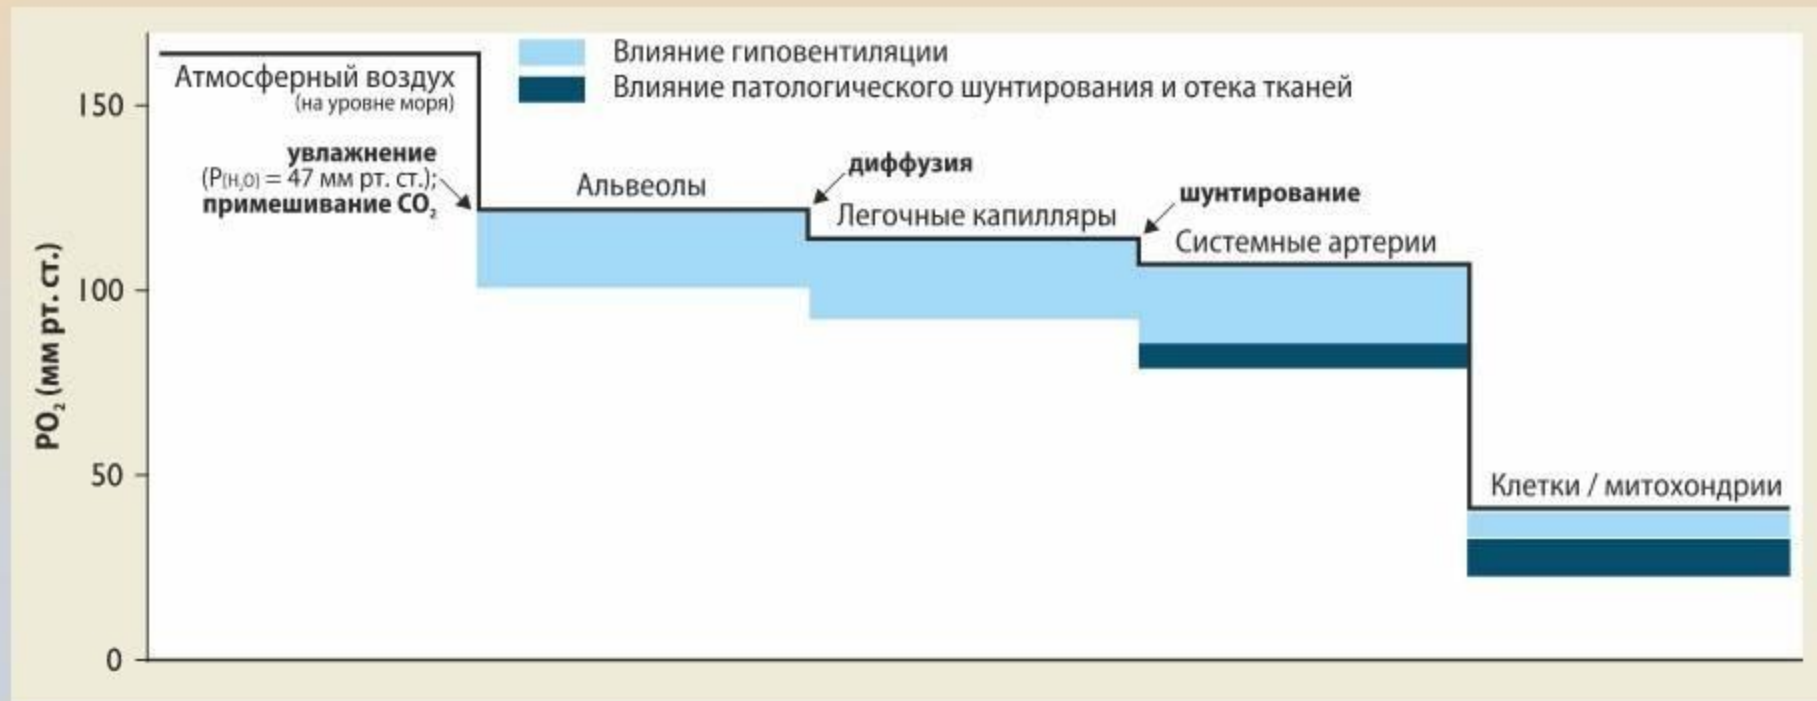 Влияние гиповентиляции
Влияние патологического шунтирования и отека тканей
Атмосферный воздух
(на уровне моря)
150
увлажнение
(P(H₂O) = 47 мм рт. ст.);
примешивание CO₂
Альвеолы
диффузия
Легочные капилляры
шунтирование
Системные артерии
PO₂ (мм рт. ст.)
100
50
Клетки / митохондрии
0